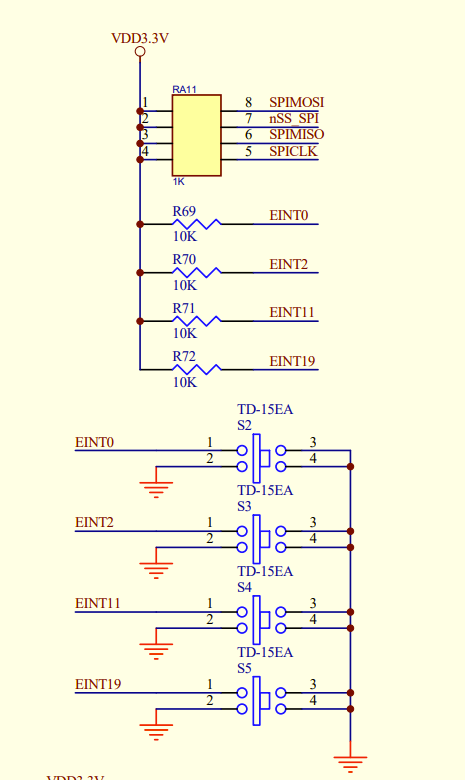 VDD3.3V
RA11
1 8 SPIMOSI
2 7 nSS_SPI
3 6 SPIMISO
4 5 SPICLK
1K
R69 EINT0
10K
R70 EINT2
10K
R71 EINT11
10K
R72 EINT19
10K
TD-15EA
S2
EINT0 1 3
2 4
TD-15EA
S3
EINT2 1 3
2 4
TD-15EA
S4
EINT11 1 3
2 4
TD-15EA
S5
EINT19 1 3
2 4
VDD3.3V